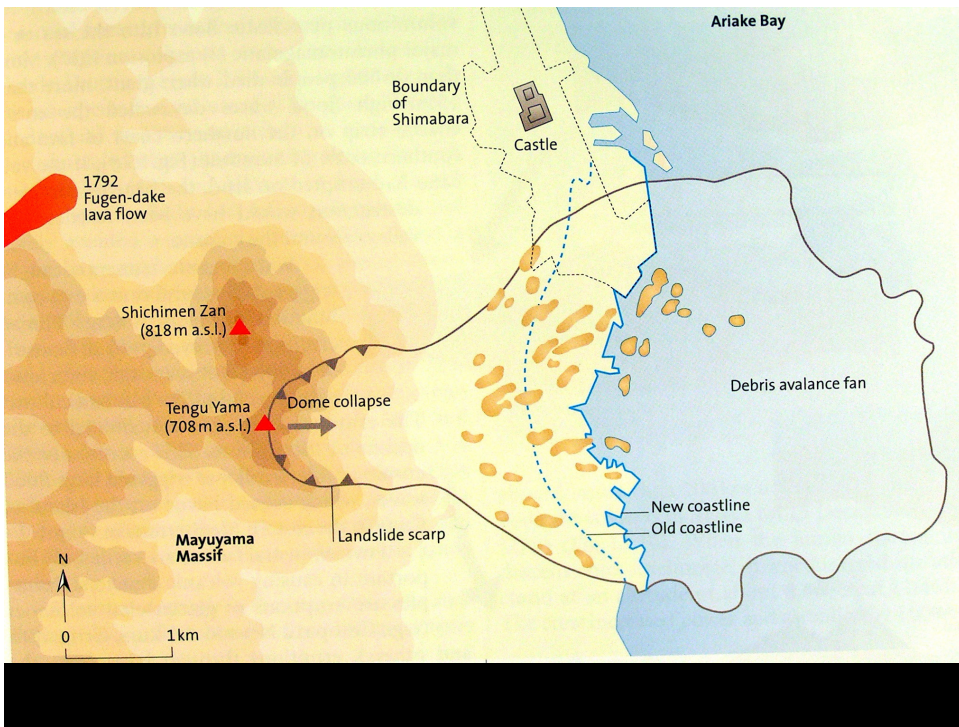 Ariake Bay
Boundary
of
Shimabara
Castle
1792
Fugen-dake
lava flow
Shichimen Zan
(818 m a.s.l.)
Tengu Yama
(708 m a.s.l.)
Dome collapse
Debris avalance fan
New coastline
Old coastline
Landslide scarp
Mayuyama
Massif
N
0
1 km